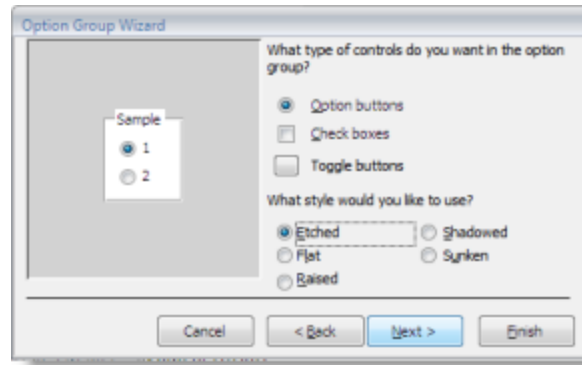 Option Group Wizard
What type of controls do you want in the option
group?
Sample
1
2
Option buttons
Check boxes
Toggle buttons
What style would you like to use?
Etched
Shadowed
Flat
Sunken
Raised
Cancel
< Back
Next >
Finish